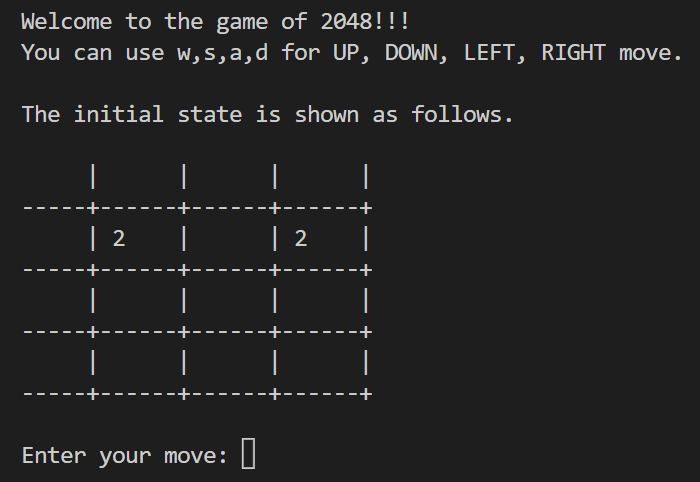 Welcome to the game of 2048!!!
You can use w,s,a,d for UP, DOWN, LEFT, RIGHT move.
The initial state is shown as follows.
     |      |      |      |
-----+------+------+------+
     | 2    |      | 2    |
-----+------+------+------+
     |      |      |      |
-----+------+------+------+
     |      |      |      |
-----+------+------+------+
Enter your move: